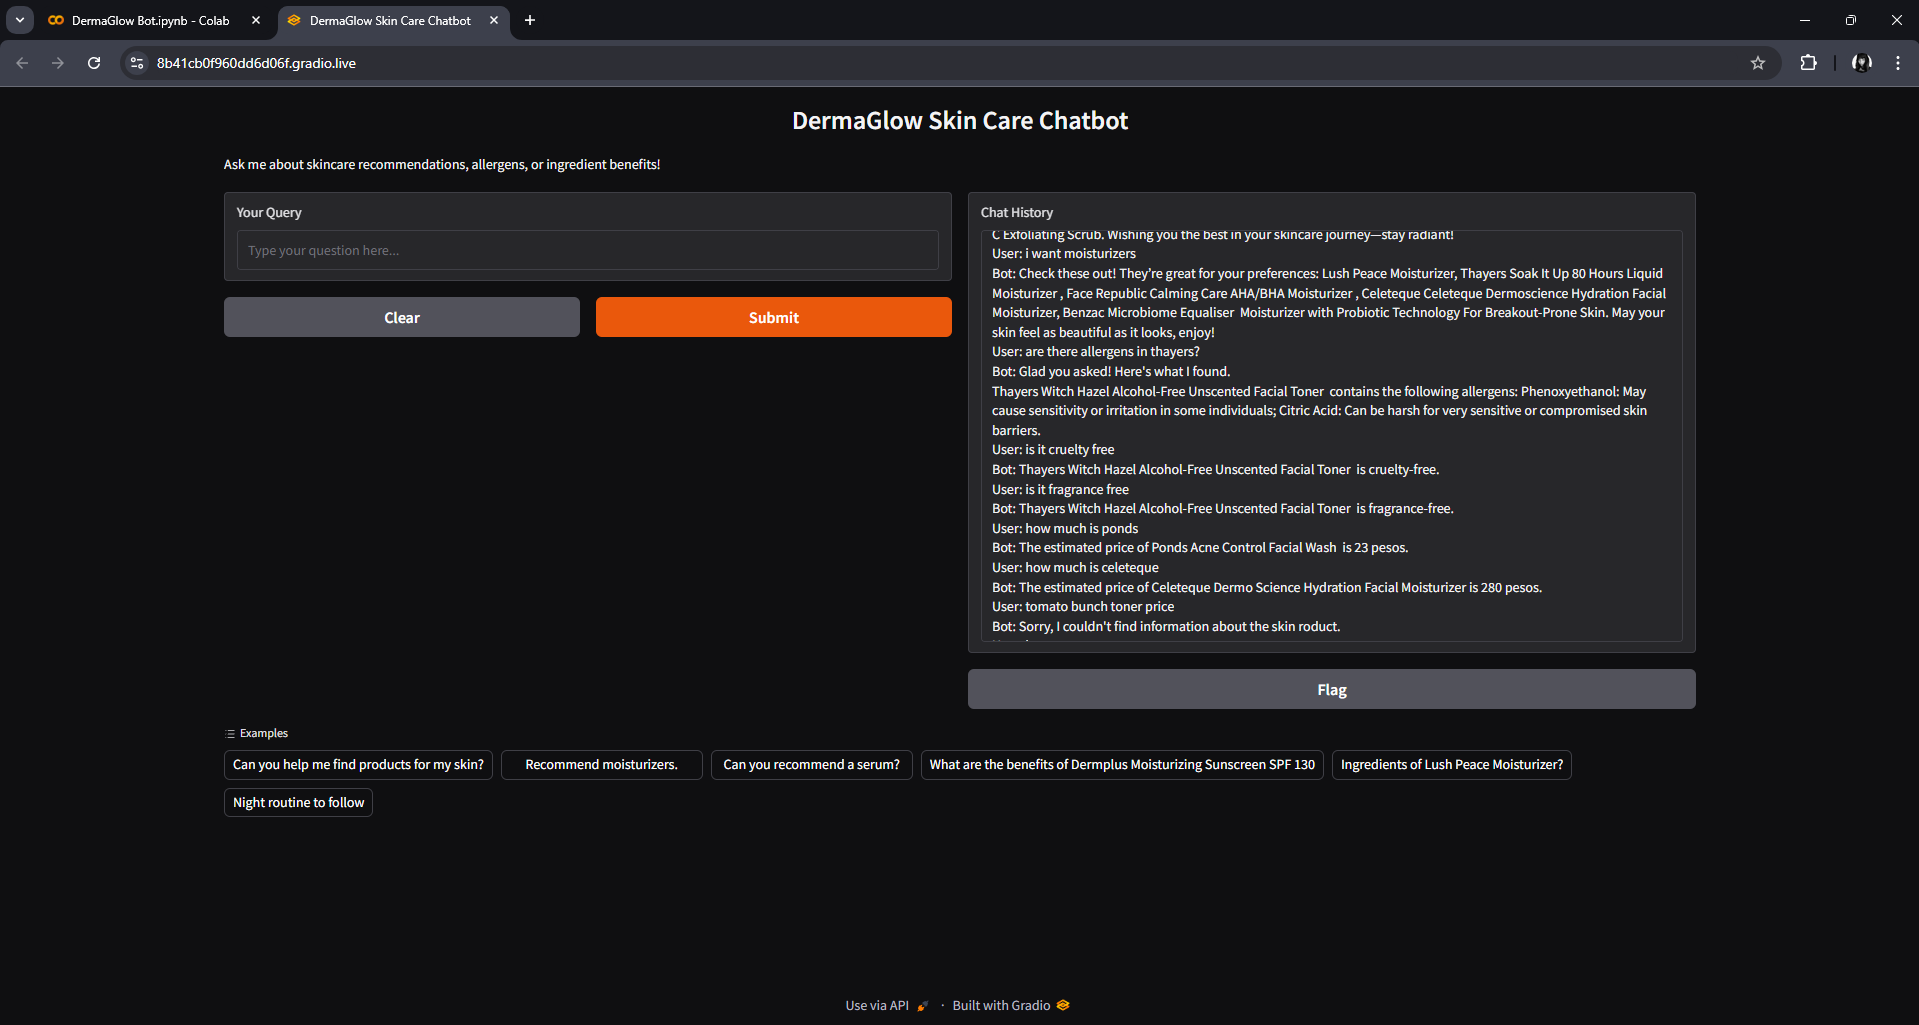 DermaGlow Bot.ipynb - Colab
DermaGlow Skin Care Chatbot
8b41cb0f960dd6d06f.gradio.live
DermaGlow Skin Care Chatbot
Ask me about skincare recommendations, allergens, or ingredient benefits!
Your Query
Type your question here...
Clear
Submit
Chat History
C Exfoliating Scrub. Wishing you the best in your skincare journey—stay radiant!
User: i want moisturizers
Bot: Check these out! They’re great for your preferences: Lush Peace Moisturizer, Thayers Soak It Up 80 Hours Liquid
Moisturizer , Face Republic Calming Care AHA/BHA Moisturizer , Celeteque Celeteque Dermoscience Hydration Facial
Moisturizer, Benzac Microbiome Equaliser  Moisturizer with Probiotic Technology For Breakout-Prone Skin. May your
skin feel as beautiful as it looks, enjoy!
User: are there allergens in thayers?
Bot: Glad you asked! Here's what I found.
Thayers Witch Hazel Alcohol-Free Unscented Facial Toner  contains the following allergens: Phenoxyethanol: May
cause sensitivity or irritation in some individuals; Citric Acid: Can be harsh for very sensitive or compromised skin
barriers.
User: is it cruelty free
Bot: Thayers Witch Hazel Alcohol-Free Unscented Facial Toner  is cruelty-free.
User: is it fragrance free
Bot: Thayers Witch Hazel Alcohol-Free Unscented Facial Toner  is fragrance-free.
User: how much is ponds
Bot: The estimated price of Ponds Acne Control Facial Wash  is 23 pesos.
User: how much is celeteque
Bot: The estimated price of Celeteque Dermo Science Hydration Facial Moisturizer is 280 pesos.
User: tomato bunch toner price
Bot: Sorry, I couldn't find information about the skin roduct.
Flag
Examples
Can you help me find products for my skin?
Recommend moisturizers.
Can you recommend a serum?
What are the benefits of Dermplus Moisturizing Sunscreen SPF 130
Ingredients of Lush Peace Moisturizer?
Night routine to follow
Use via API · Built with Gradio